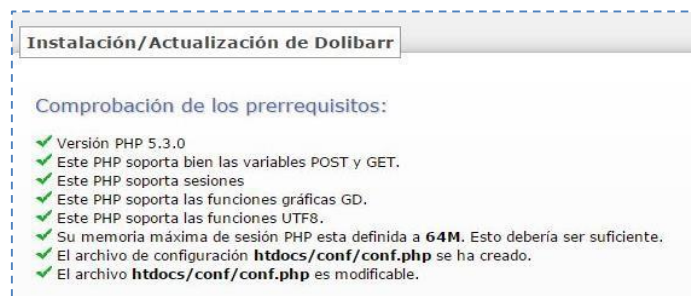 Instalación/Actualización de Dolibarr
Comprobación de los prerrequisitos:
Versión PHP 5.3.0
Este PHP soporta bien las variables POST y GET.
Este PHP soporta sesiones
Este PHP soporta las funciones gráficas GD.
Este PHP soporta las funciones UTF8.
Su memoria máxima de sesión PHP esta definida a 64M. Esto debería ser suficiente.
El archivo de configuración htdocs/conf/conf.php se ha creado.
El archivo htdocs/conf/conf.php es modificable.